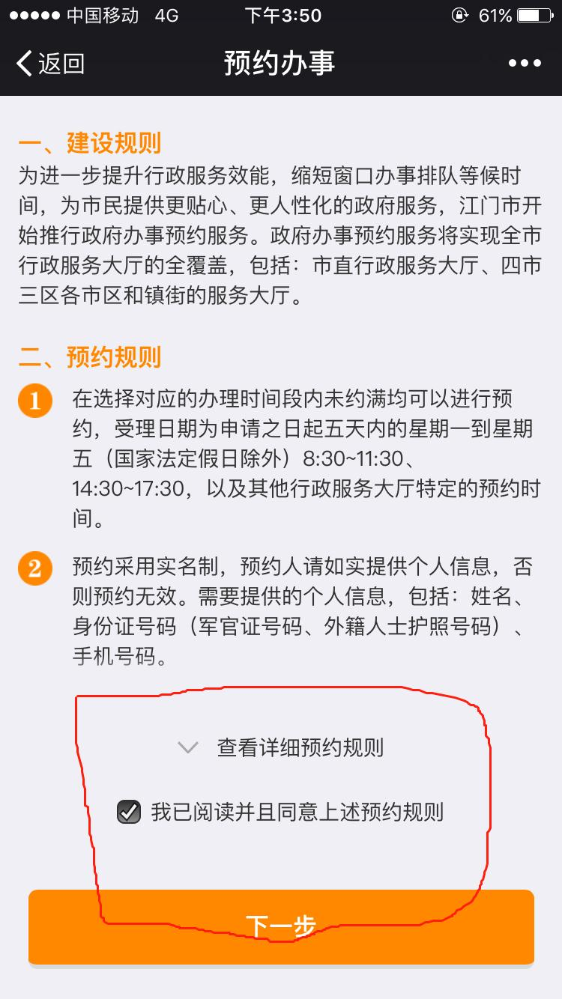 中国移动 4G 下午3:50 61%
返回 预约办事
一、建设规则
为进一步提升行政服务效能，缩短窗口办事排队等候时
间，为市民提供更贴心、更人性化的政府服务，江门市开
始推行政府办事预约服务。政府办事预约服务将实现全市
行政服务大厅的全覆盖，包括：市直行政服务大厅、四市
三区各市区和镇街的服务大厅。
二、预约规则
1 在选择对应的办理时间段内未约满均可以进行预
约，受理日期为申请之日起五天内的星期一到星期
五（国家法定假日除外）8:30~11:30、
14:30~17:30，以及其他行政服务大厅特定的预约时
间。
2 预约采用实名制，预约人请如实提供个人信息，否
则预约无效。需要提供的个人信息，包括：姓名、
身份证号码（军官证号码、外籍人士护照号码）、
手机号码。
查看详细预约规则
我已阅读并且同意上述预约规则
下一步